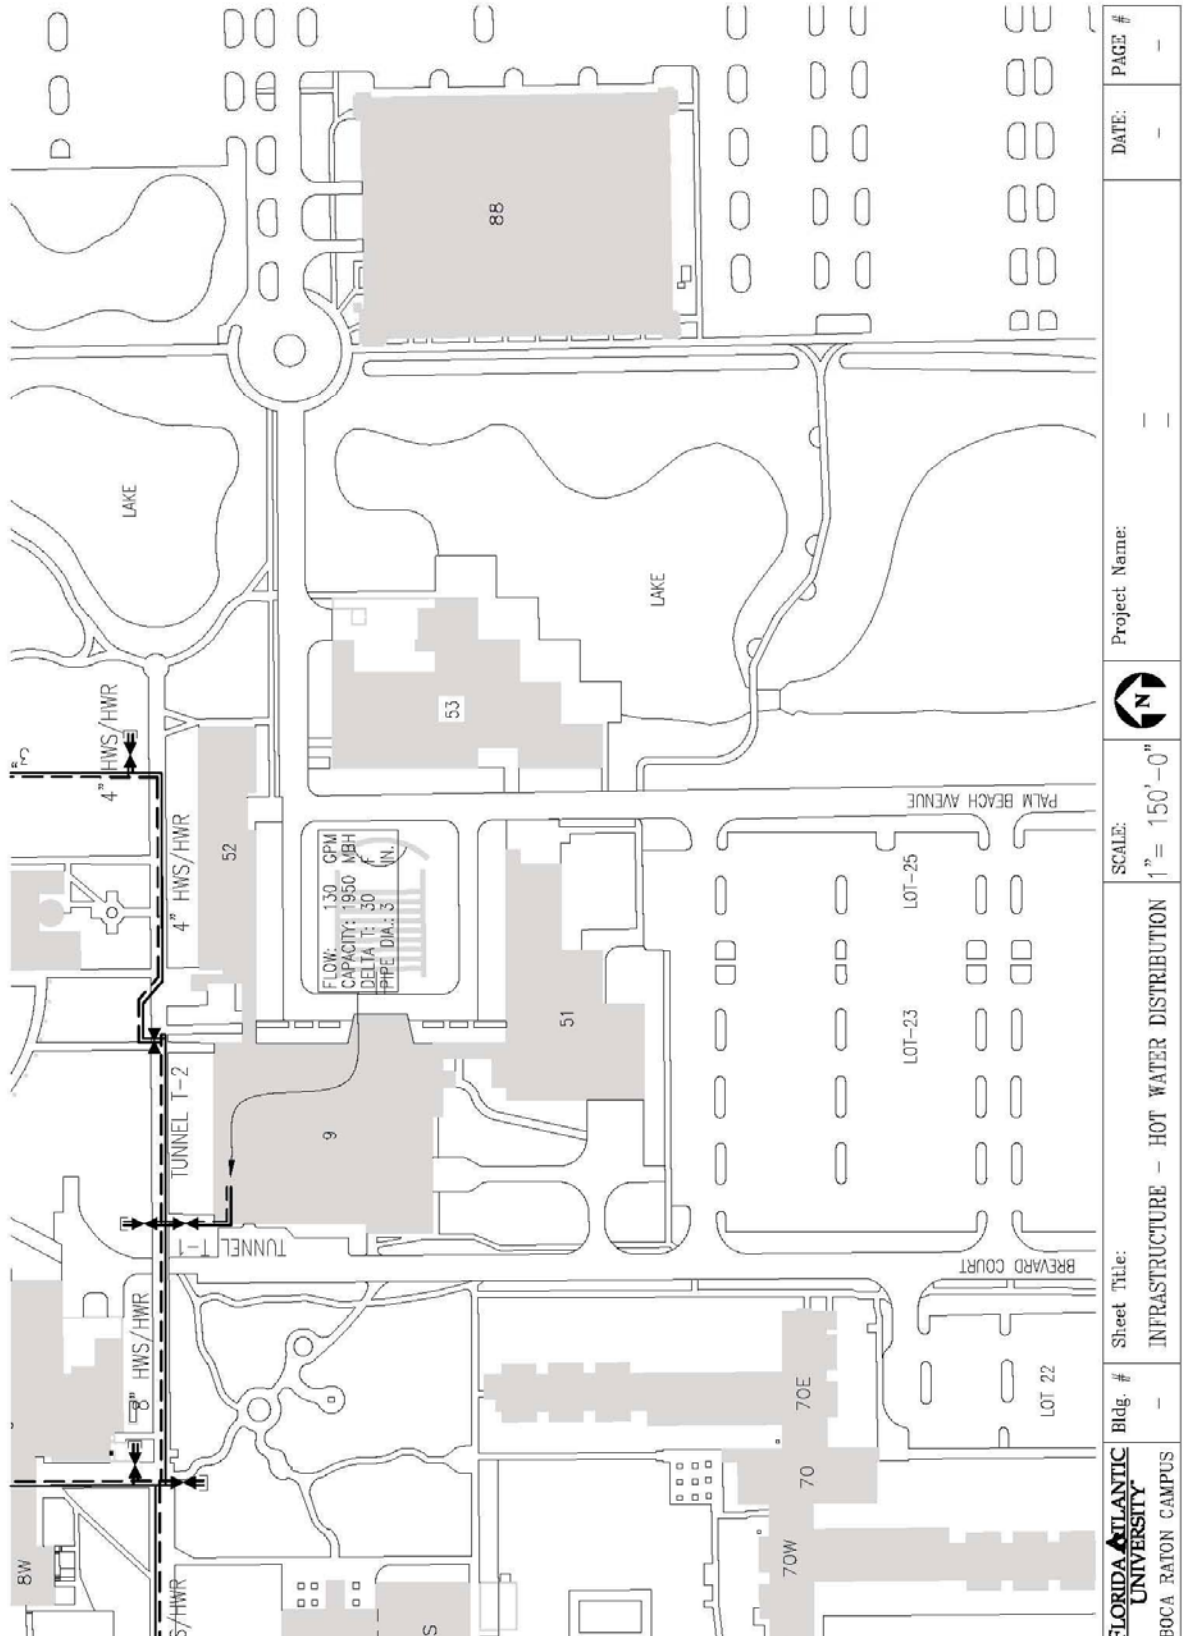 88
LAKE
LAKE
53
3"
4" HWS/HWR
4" HWS/HWR
52
PALM BEACH AVENUE
FLOW: 130 GPM
CAPACITY: 1950 MBH
DELTA T: 30 F
PIPE DIA.: 3 IN.
51
LOT-25
LOT-23
TUNNEL T-2
9
TUNNEL T-1
BREVARD COURT
8" HWS/HWR
70E
70
70W
LOT 22
8W
S/HWR
S
FLORIDA ATLANTIC
UNIVERSITY
BOCA RATON CAMPUS
Bldg. #
-
Sheet Title:
INFRASTRUCTURE - HOT WATER DISTRIBUTION
SCALE:
1"= 150'-0"
N
Project Name:
-
-
DATE:
-
PAGE #
-